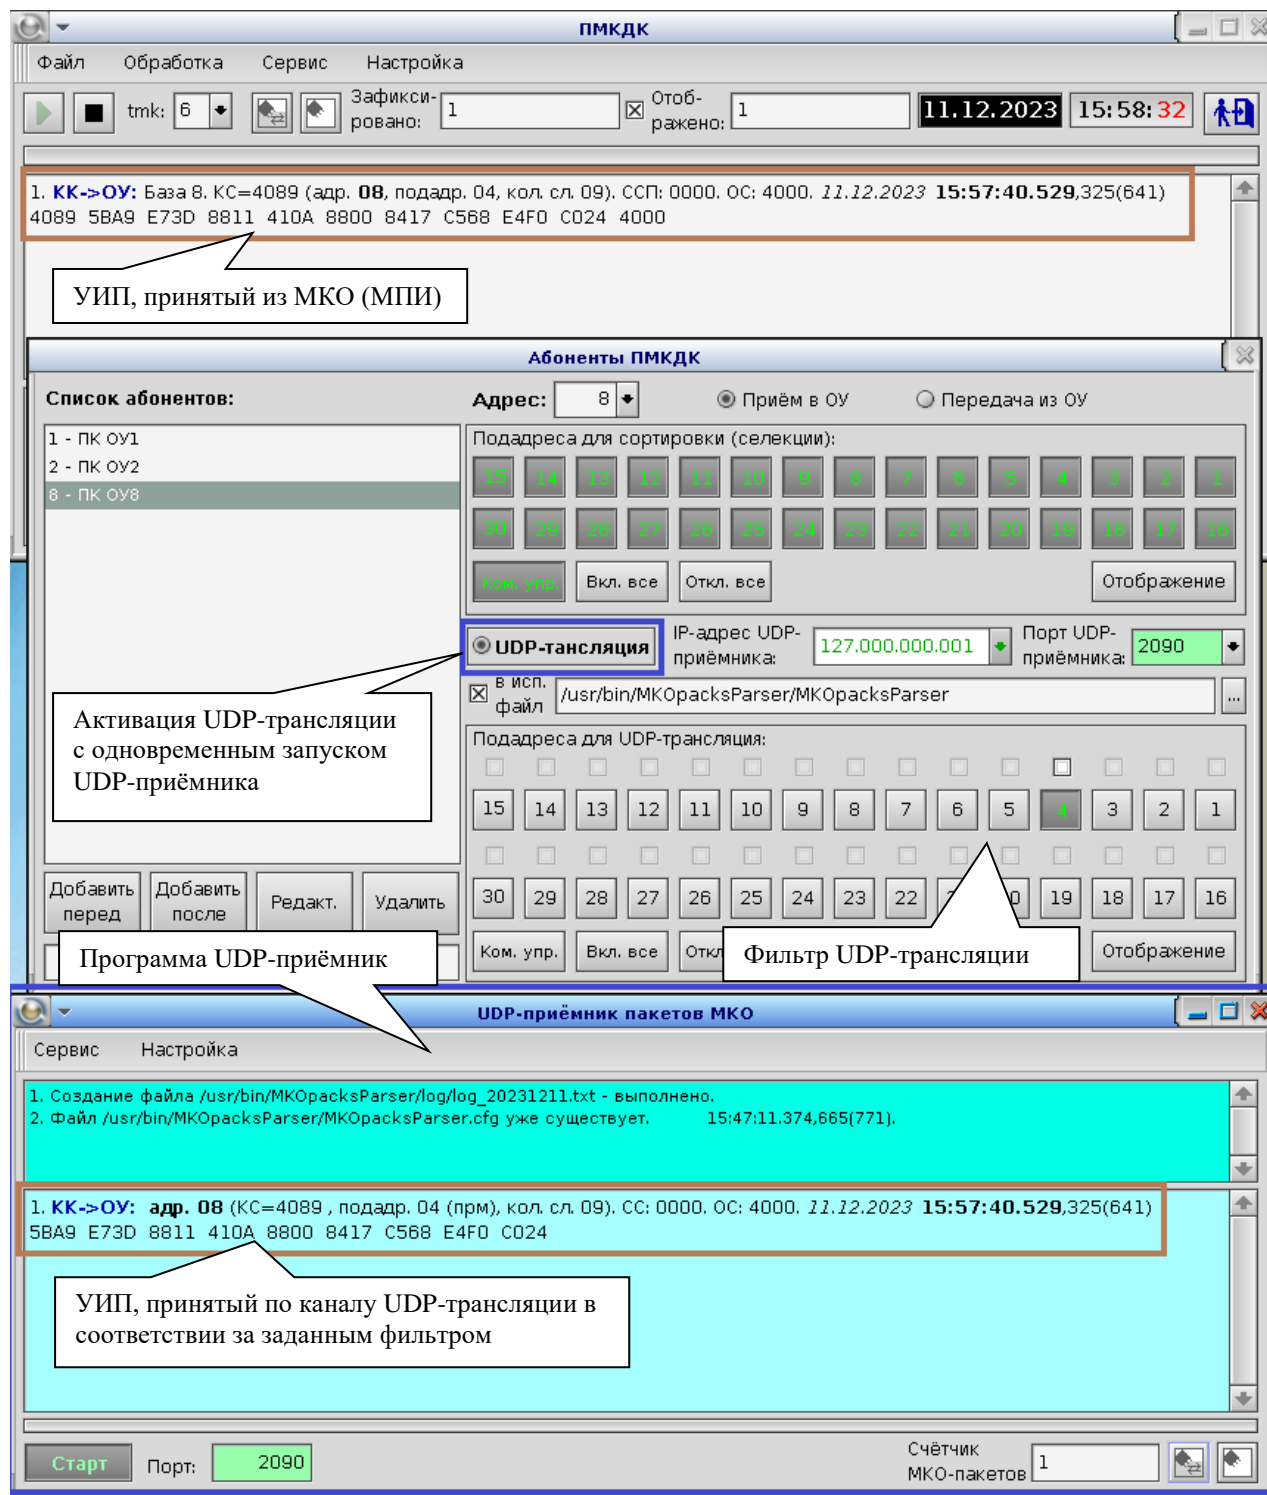 ПМКДК
Файл Обработка Сервис Настройка
tmk: 6 Зафикси-
ровано: 1 Отоб-
ражено: 1 11.12.2023 15:58:32
1. КК->ОУ: База 8. КС=4089 (адр. 08, подадр. 04, кол. сл. 09). ССП: 0000. ОС: 4000. 11.12.2023 15:57:40.529,325(641)
4089 5BA9 E73D 8811 410A 8800 8417 C568 E4F0 C024 4000
УИП, принятый из МКО (МПИ)
Абоненты ПМКДК
Список абонентов:
1 - ПК ОУ1
2 - ПК ОУ2
8 - ПК ОУ8
Адрес: 8 Приём в ОУ Передача из ОУ
Подадреса для сортировки (селекции):
15 14 13 12 11 10 9 8 7 6 5 4 3 2 1
30 29 28 27 26 25 24 23 22 21 20 19 18 17 16
Ком. упр. Вкл. все Откл. все Отображение
UDP-тансляция IP-адрес UDP-
приёмника: 127.000.000.001 Порт UDP-
приёмника: 2090
в исп.
файл /usr/bin/MKOpacksParser/MKOpacksParser ...
Активация UDP-трансляции
с одновременным запуском
UDP-приёмника
Подадреса для UDP-трансляция:
15 14 13 12 11 10 9 8 7 6 5 4 3 2 1
30 29 28 27 26 25 24 23 22 19 18 17 16
Добавить
перед
Добавить
после
Редакт. Удалить
Ком. упр. Вкл. все Откл Отображение
Программа UDP-приёмник
Фильтр UDP-трансляции
UDP-приёмник пакетов МКО
Сервис Настройка
1. Создание файла /usr/bin/MKOpacksParser/log/log_20231211.txt - выполнено.
2. Файл /usr/bin/MKOpacksParser/MKOpacksParser.cfg уже существует. 15:47:11.374,665(771).
1. КК->ОУ: адр. 08 (КС=4089 , подадр. 04 (прм), кол. сл. 09). СС: 0000. ОС: 4000. 11.12.2023 15:57:40.529,325(641)
5BA9 E73D 8811 410A 8800 8417 C568 E4F0 C024
УИП, принятый по каналу UDP-трансляции в
соответствии за заданным фильтром
Старт Порт: 2090 Счётчик
МКО-пакетов 1